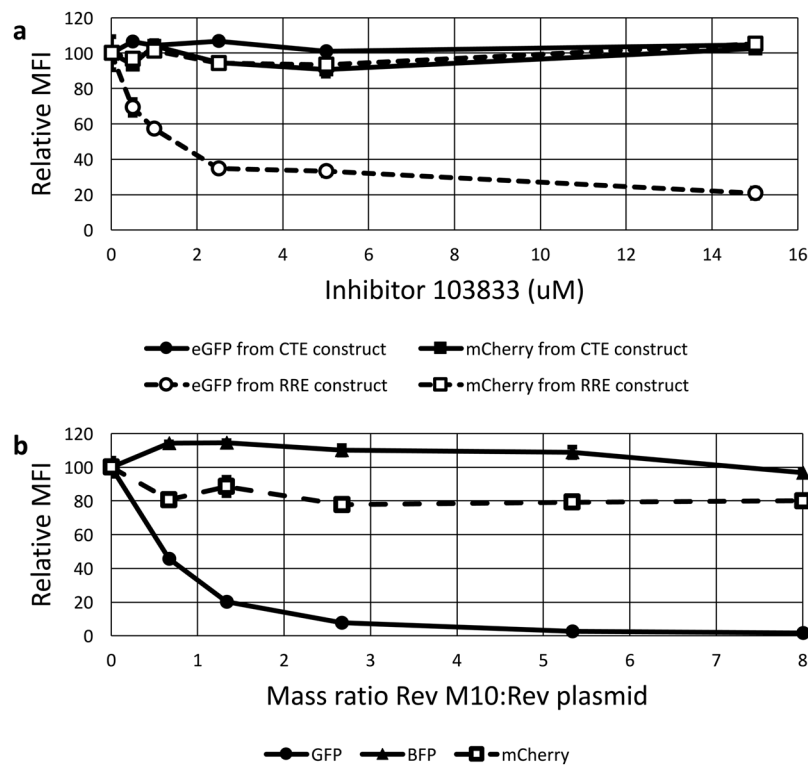 a
Relative MFI
120
100
80
60
40
20
0
0 2 4 6 8 10 12 14 16
Inhibitor 103833 (uM)
eGFP from CTE construct mCherry from CTE construct
eGFP from RRE construct mCherry from RRE construct
b
Relative MFI
120
100
80
60
40
20
0
0 1 2 3 4 5 6 7 8
Mass ratio Rev M10:Rev plasmid
GFP BFP mCherry